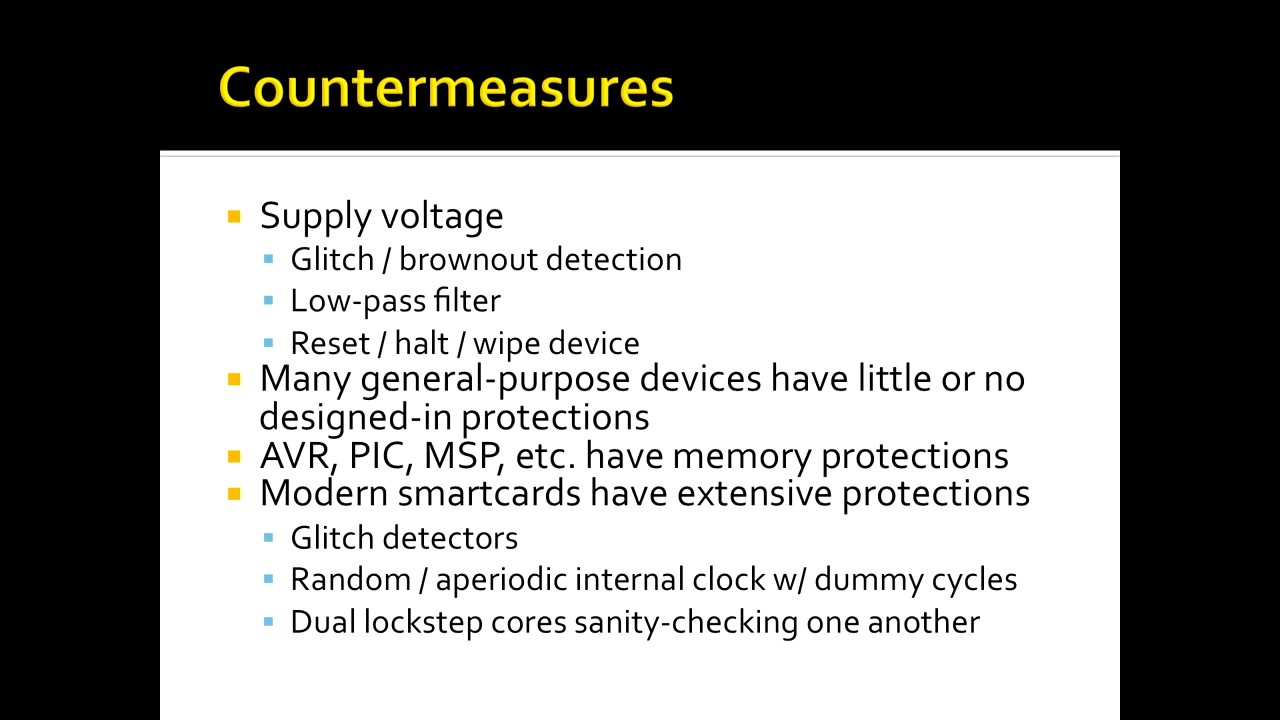 Countermeasures
Supply voltage
Glitch / brownout detection
Low-pass filter
Reset / halt / wipe device
Many general-purpose devices have little or no
designed-in protections
AVR, PIC, MSP, etc. have memory protections
Modern smartcards have extensive protections
Glitch detectors
Random / aperiodic internal clock w/ dummy cycles
Dual lockstep cores sanity-checking one another